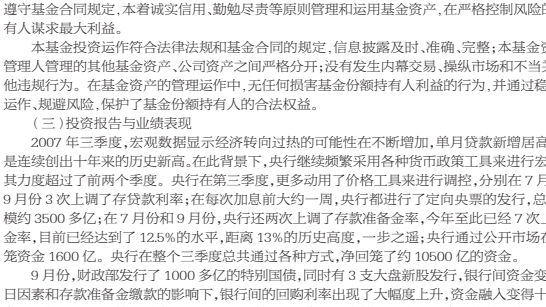 遵守基金合同规定,本着诚实信用、勤勉尽责等原则管理和运用基金资产,在严格控制风险的
有人谋求最大利益。
本基金投资运作符合法律法规和基金合同的规定,信息披露及时、准确、完整;本基金资
管理人管理的其他基金资产、公司资产之间严格分开;没有发生内幕交易、操纵市场和不当关
他违规行为。在基金资产的管理运作中,无任何损害基金份额持有人利益的行为,并通过稳
运作、规避风险,保护了基金份额持有人的合法权益。
(三)投资报告与业绩表现
2007 年三季度,宏观数据显示经济转向过热的可能性在不断增加,单月贷款新增居高
是连续创出十年来的历史新高。在此背景下,央行继续频繁采用各种货币政策工具来进行宏
其力度超过了前两个季度。央行在第三季度,更多动用了价格工具来进行调控,分别在 7 月
9 月份 3 次上调了存贷款利率;在每次加息前大约一周,央行都进行了定向央票的发行,总
模约 3500 多亿;在 7 月份和 9 月份,央行还两次上调了存款准备金率,今年至此已经 7 次上
金率,目前已经达到了 12.5%的水平,距离 13%的历史高度,一步之遥;央行通过公开市场在
笼资金 1600 亿。央行在整个三季度总共通过各种方式,净回笼了约 10500 亿的资金。
9 月份,财政部发行了 1000 多亿的特别国债,同时有 3 支大盘新股发行,银行间资金变
日因素和存款准备金缴款的影响下,银行间的回购利率出现了大幅度上升,资金融入变得十